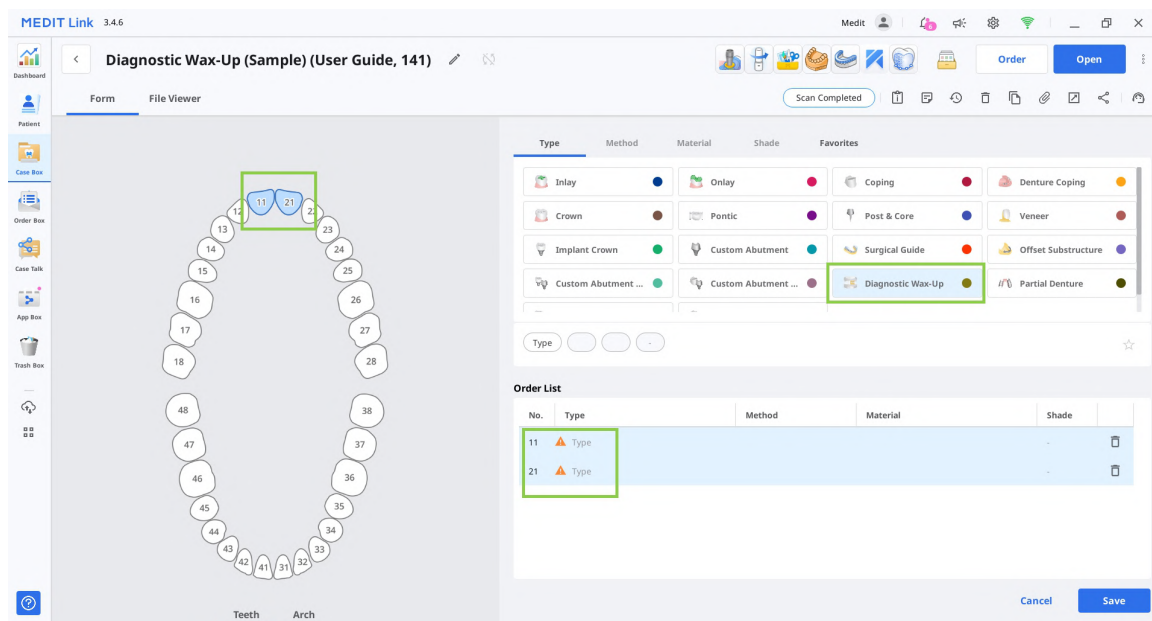 MEDIT Link 3.4.6
Medit
6
Dashboard
Patient
Case Box
Order Box
Case Talk
App Box
Trash Box
Diagnostic Wax-Up (Sample) (User Guide, 141)
Order
Open
Form
File Viewer
Scan Completed
11 21
12
13 23
14 24
15 25
16 26
17 27
18 28
48 38
47 37
46 36
45 35
44 34
43 33
42 41 31 32
Teeth Arch
Type Method Material Shade Favorites
Inlay Onlay Coping Denture Coping
Crown Pontic Post & Core Veneer
Implant Crown Custom Abutment Surgical Guide Offset Substructure
Custom Abutment ... Custom Abutment ... Diagnostic Wax-Up Partial Denture
Type -
Order List
No. Type Method Material Shade
11 Type -
21 Type -
Cancel Save